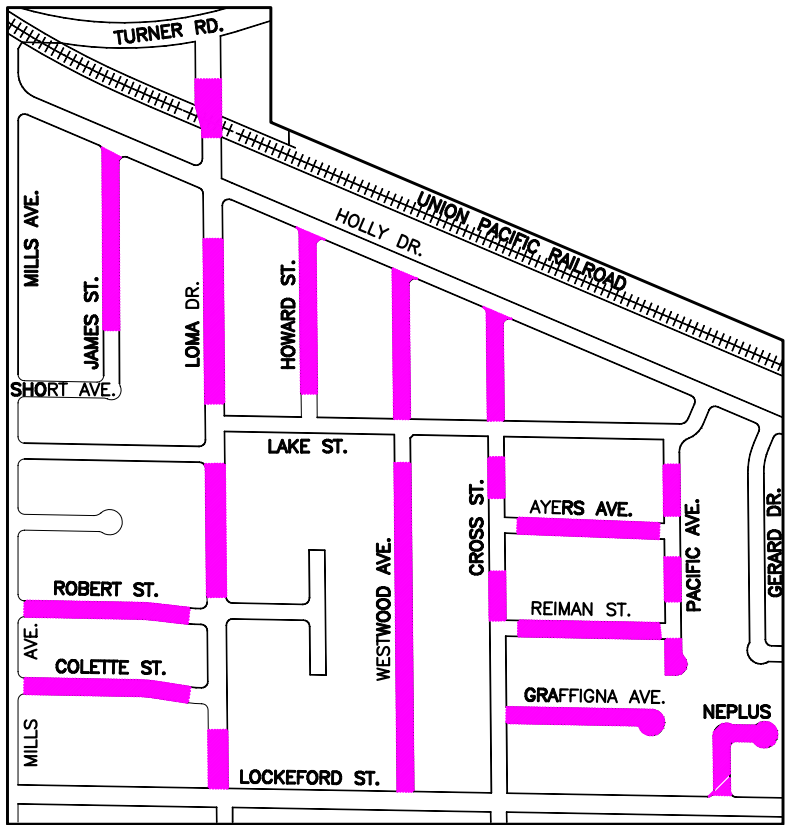 TURNER RD.
UNION PACIFIC RAILROAD
HOLLY DR.
MILLS AVE.
JAMES ST.
LOMA DR.
HOWARD ST.
SHORT AVE.
LAKE ST.
CROSS ST.
AYERS AVE.
PACIFIC AVE.
GERARD DR.
WESTWOOD AVE.
ROBERT ST.
REIMAN ST.
MILLS AVE.
COLETTE ST.
GRAFFIGNA AVE.
NEPLUS
LOCKEFORD ST.